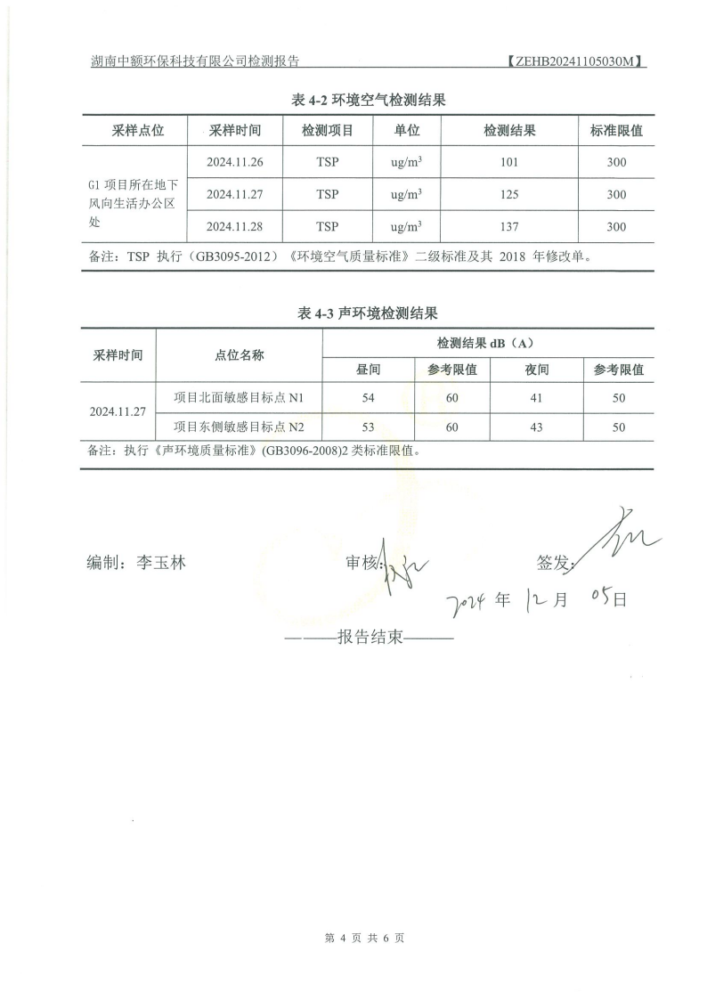 湖南中额环保科技有限公司检测报告 【ZEHB20241105030M】
表 4-2 环境空气检测结果
采样点位 采样时间 检测项目 单位 检测结果 标准限值
G1 项目所在地下风向生活办公区处 2024.11.26 TSP ug/m³ 101 300
2024.11.27 TSP ug/m³ 125 300
2024.11.28 TSP ug/m³ 137 300
备注：TSP 执行（GB3095-2012）《环境空气质量标准》二级标准及其 2018 年修改单。
表 4-3 声环境检测结果
采样时间 点位名称 检测结果 dB（A）
昼间 参考限值 夜间 参考限值
2024.11.27 项目北面敏感目标点 N1 54 60 41 50
项目东侧敏感目标点 N2 53 60 43 50
备注：执行《声环境质量标准》(GB3096-2008)2 类标准限值。
编制：李玉林 审核: 签发:
2024 年 12 月 05 日
———报告结束———
第 4 页 共 6 页